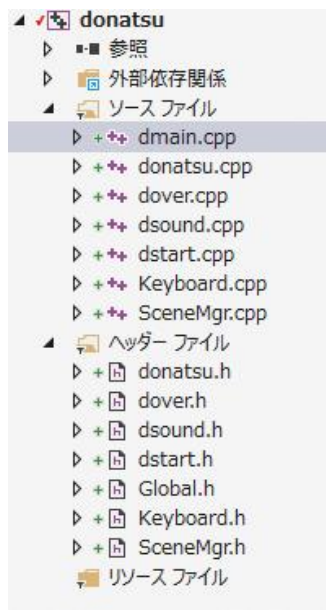 donatsu
参照
外部依存関係
ソース ファイル
dmain.cpp
donatsu.cpp
dover.cpp
dsound.cpp
dstart.cpp
Keyboard.cpp
SceneMgr.cpp
ヘッダー ファイル
donatsu.h
dover.h
dsound.h
dstart.h
Global.h
Keyboard.h
SceneMgr.h
リソース ファイル